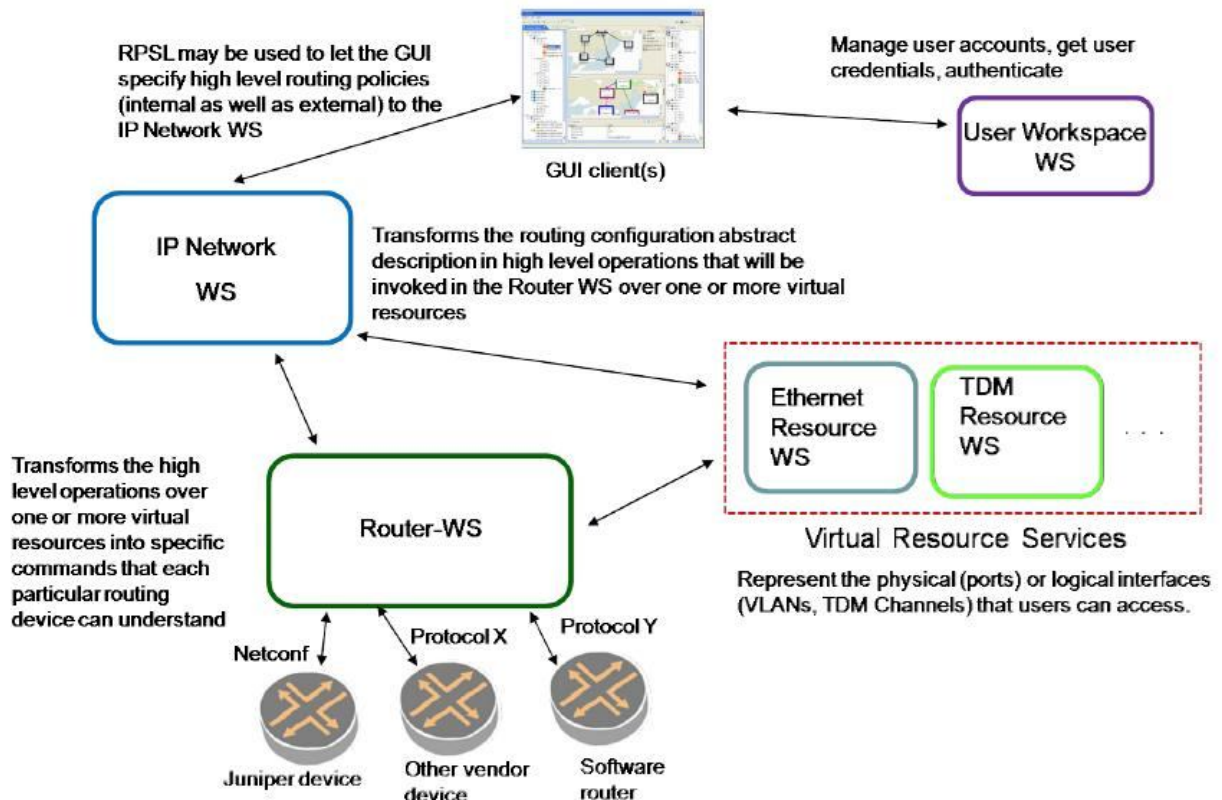 RPSL may be used to let the GUI
specify high level routing policies
(internal as well as external) to the
IP Network WS
GUI client(s)
Manage user accounts, get user
credentials, authenticate
User Workspace
WS
IP Network
WS
Transforms the routing configuration abstract
description in high level operations that will be
invoked in the Router WS over one or more virtual
resources
Ethernet
Resource
WS
TDM
Resource
WS
. . .
Virtual Resource Services
Represent the physical (ports) or logical interfaces
(VLANs, TDM Channels) that users can access.
Transforms the high
level operations over
one or more virtual
resources into specific
commands that each
particular routing
device can understand
Router-WS
Netconf
Protocol X
Protocol Y
Juniper device
Other vendor
device
Software
router